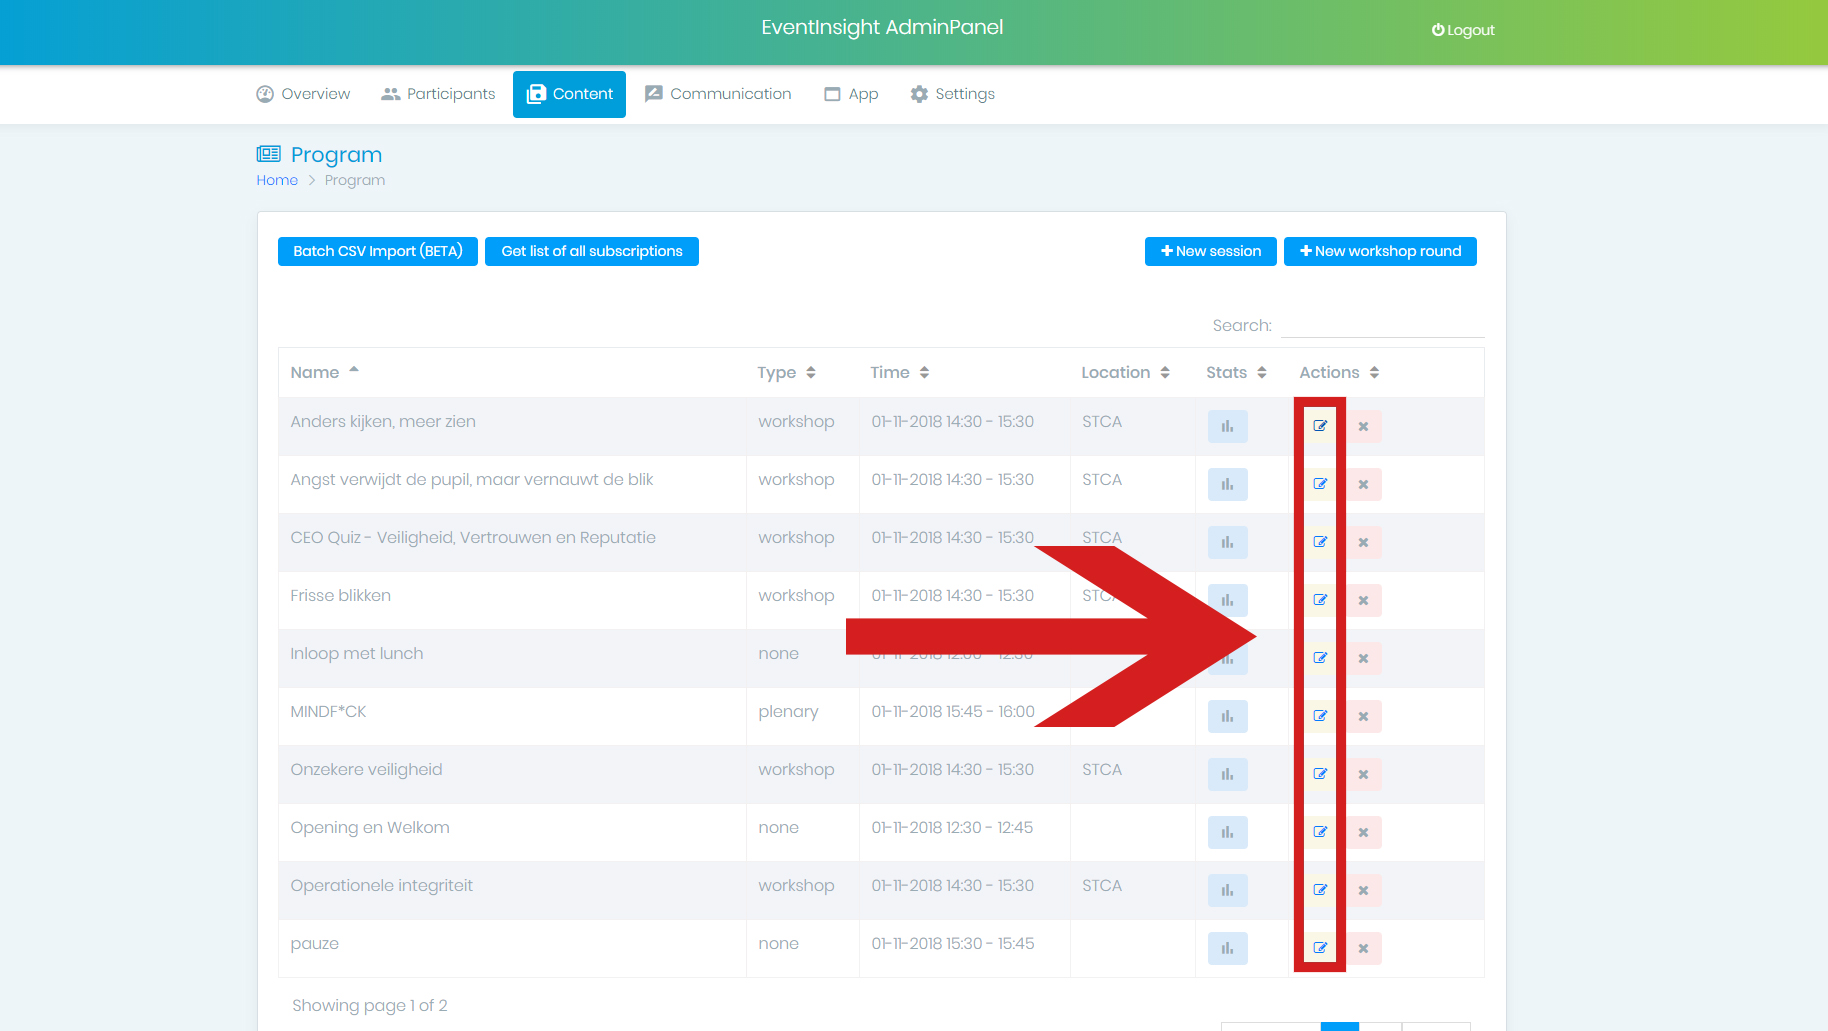 EventInsight AdminPanel
Logout
Overview Participants Content Communication App Settings
Program
Home > Program
Batch CSV Import (BETA) Get list of all subscriptions + New session + New workshop round
Search:
Name Type Time Location Stats Actions
Anders kijken, meer zien workshop 01-11-2018 14:30 - 15:30 STCA
Angst verwijdt de pupil, maar vernauwt de blik workshop 01-11-2018 14:30 - 15:30 STCA
CEO Quiz - Veiligheid, Vertrouwen en Reputatie workshop 01-11-2018 14:30 - 15:30 STCA
Frisse blikken workshop 01-11-2018 14:30 - 15:30
Inloop met lunch none
MINDF*CK plenary 01-11-2018 15:45 - 16:00
Onzekere veiligheid workshop 01-11-2018 14:30 - 15:30 STCA
Opening en Welkom none 01-11-2018 12:30 - 12:45
Operationele integriteit workshop 01-11-2018 14:30 - 15:30 STCA
pauze none 01-11-2018 15:30 - 15:45
Showing page 1 of 2